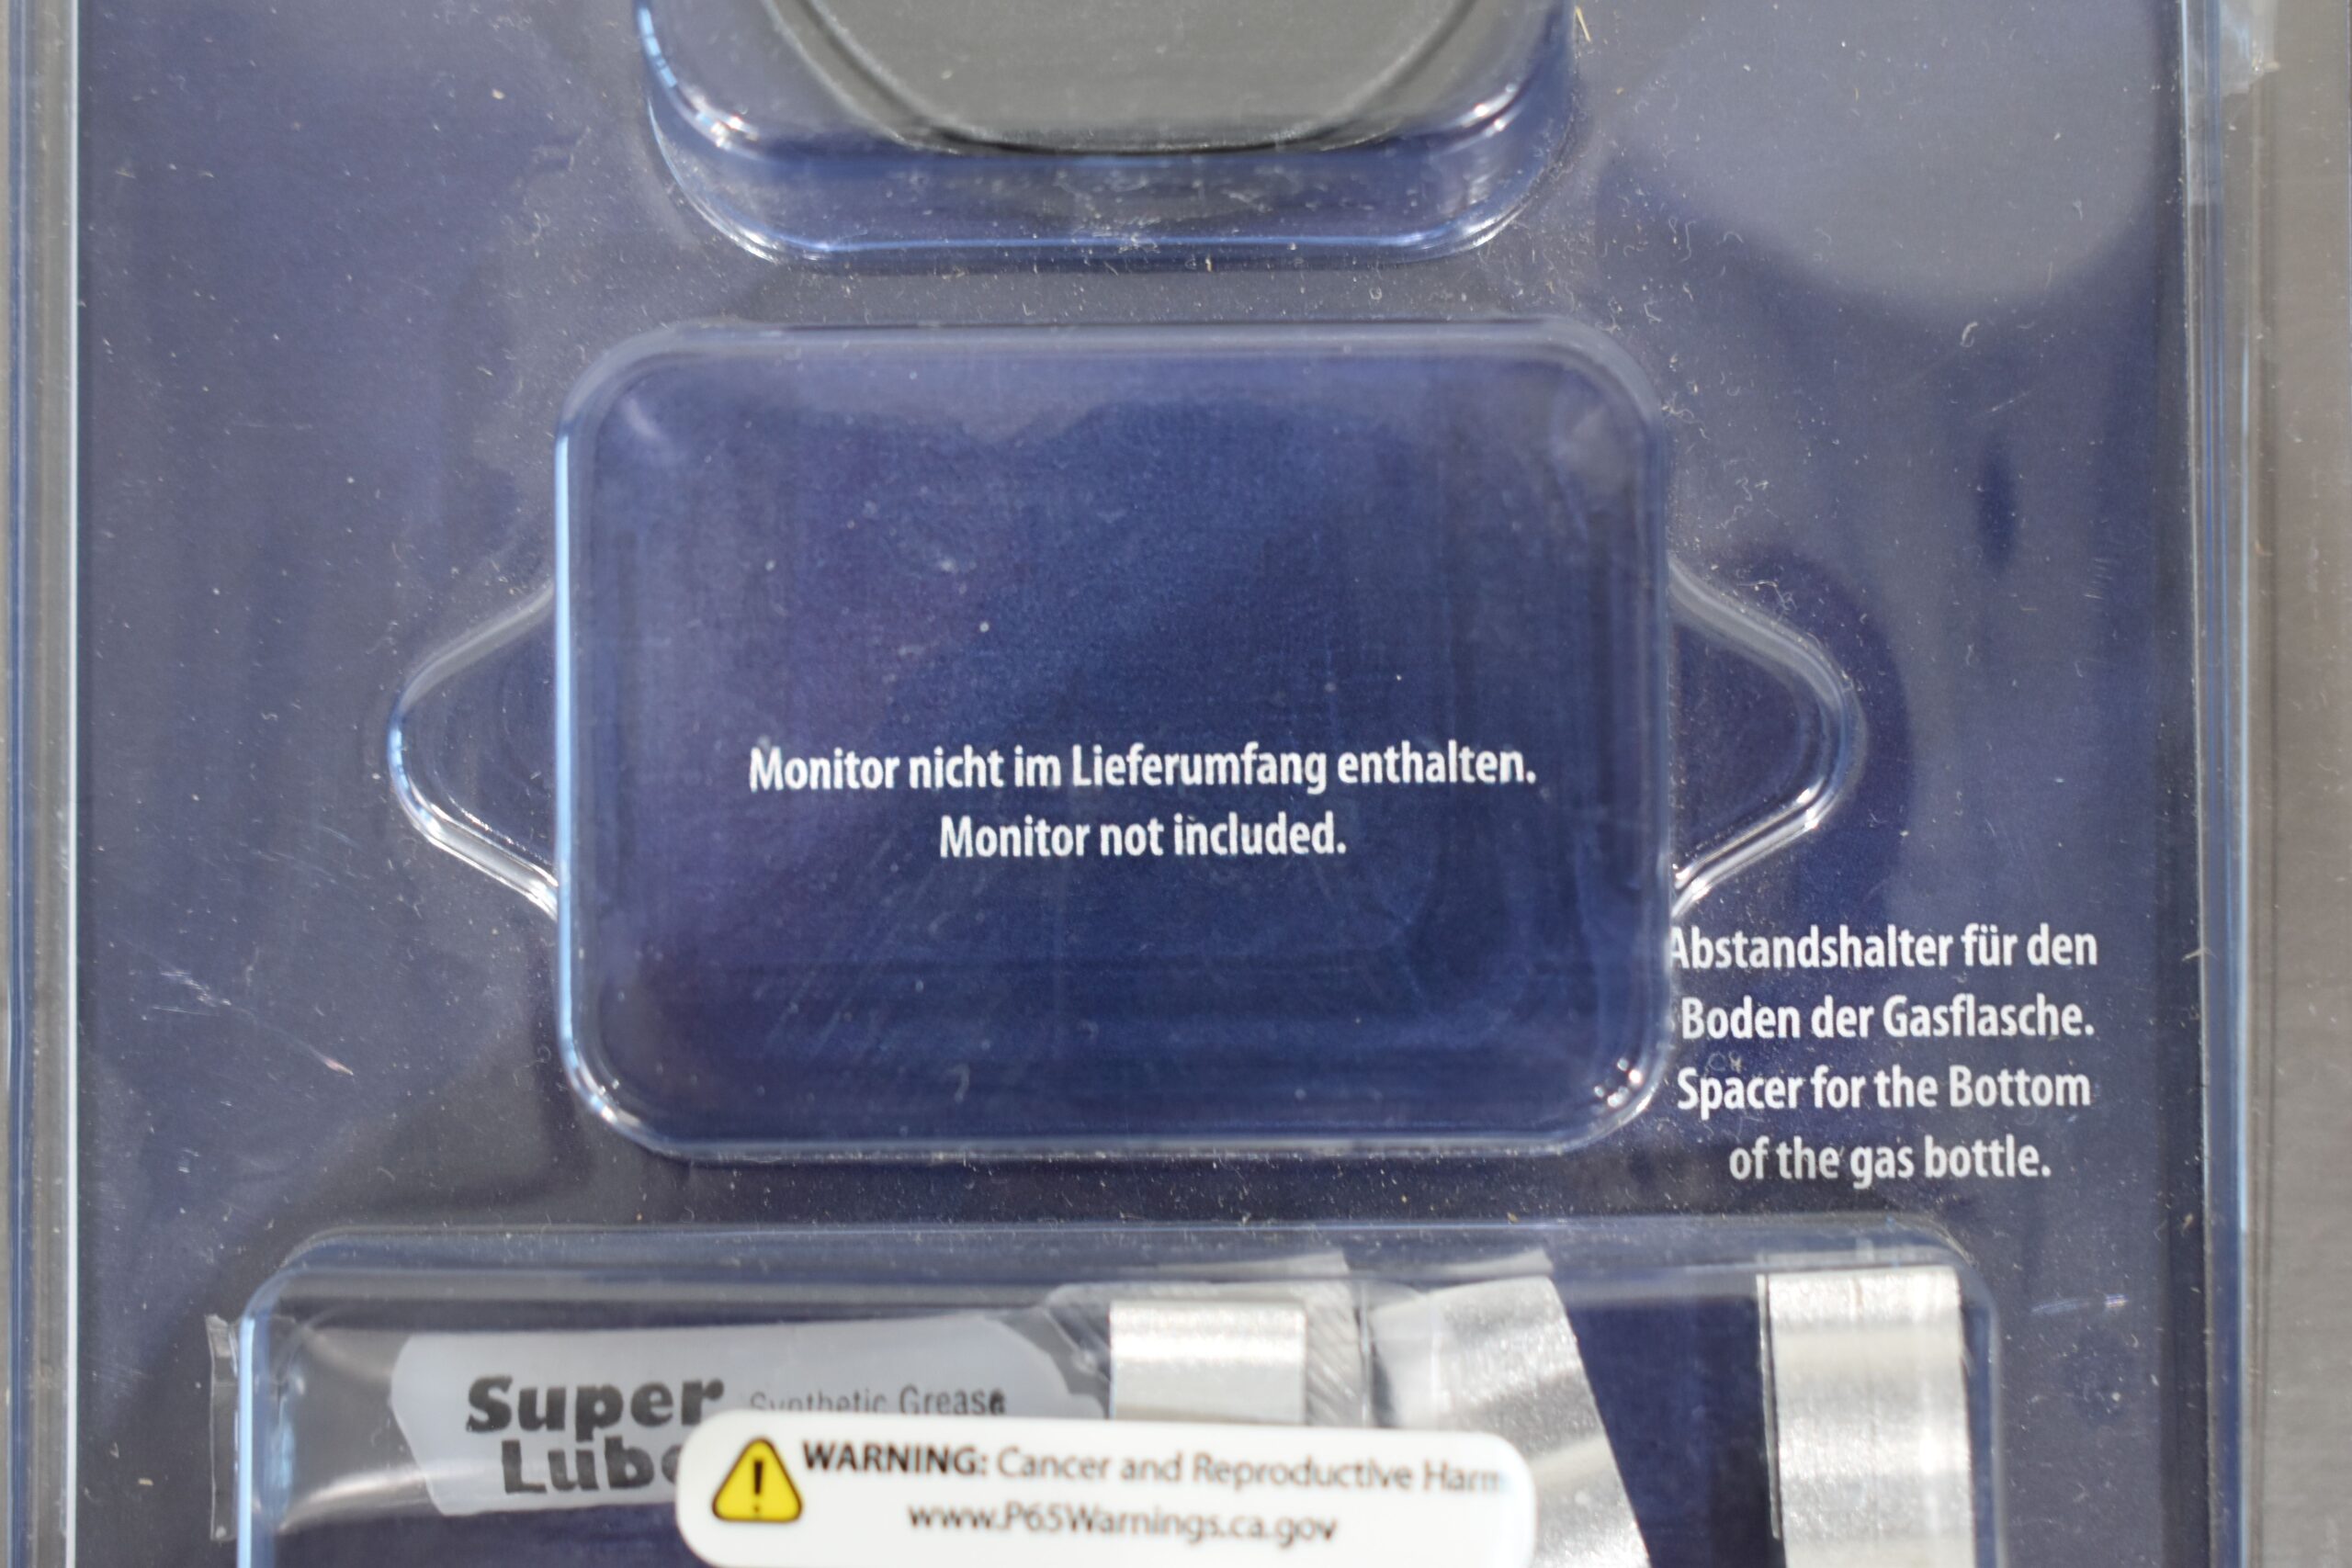 Monitor nicht im Lieferumfang enthalten.
Monitor not included.
Abstandshalter für den
Boden der Gasflasche.
Spacer for the Bottom
of the gas bottle.
Super
Lube
Synthetic Grease
WARNING: Cancer and Reproductive Harm
www.P65Warnings.ca.gov